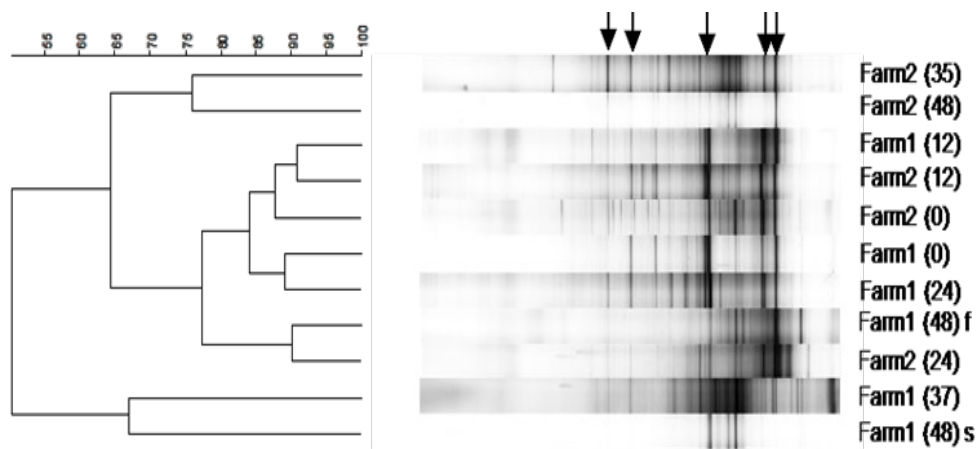 55 60 65 70 75 80 85 90 95 100
Farm2 (35)
Farm2 (48)
Farm1 (12)
Farm2 (12)
Farm2 (0)
Farm1 (0)
Farm1 (24)
Farm1 (48) f
Farm2 (24)
Farm1 (37)
Farm1 (48) s